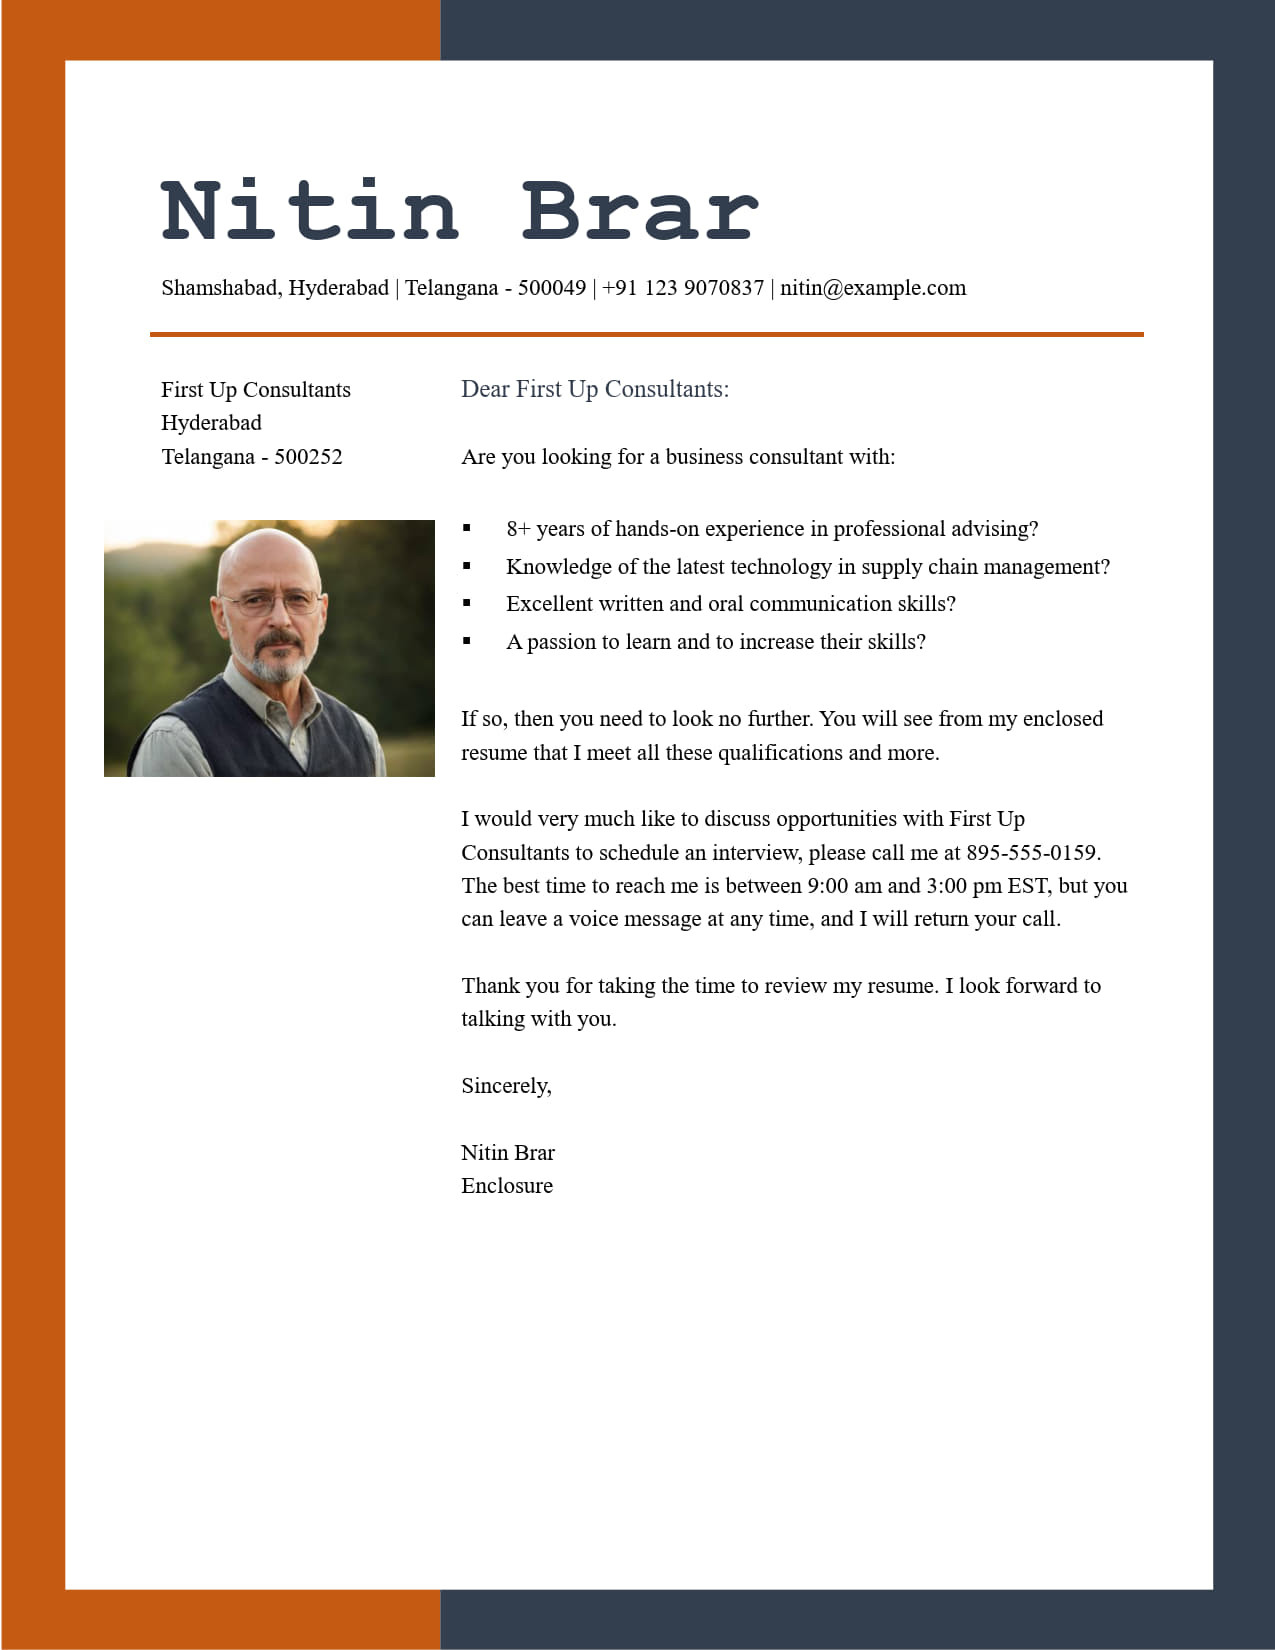 Nitin Brar
Shamshabad, Hyderabad | Telangana - 500049 | +91 123 9070837 | nitin@example.com
First Up Consultants
Hyderabad
Telangana - 500252
Dear First Up Consultants:
Are you looking for a business consultant with:
▪ 8+ years of hands-on experience in professional advising?
▪ Knowledge of the latest technology in supply chain management?
▪ Excellent written and oral communication skills?
▪ A passion to learn and to increase their skills?
If so, then you need to look no further. You will see from my enclosed
resume that I meet all these qualifications and more.
I would very much like to discuss opportunities with First Up
Consultants to schedule an interview, please call me at 895-555-0159.
The best time to reach me is between 9:00 am and 3:00 pm EST, but you
can leave a voice message at any time, and I will return your call.
Thank you for taking the time to review my resume. I look forward to
talking with you.
Sincerely,
Nitin Brar
Enclosure